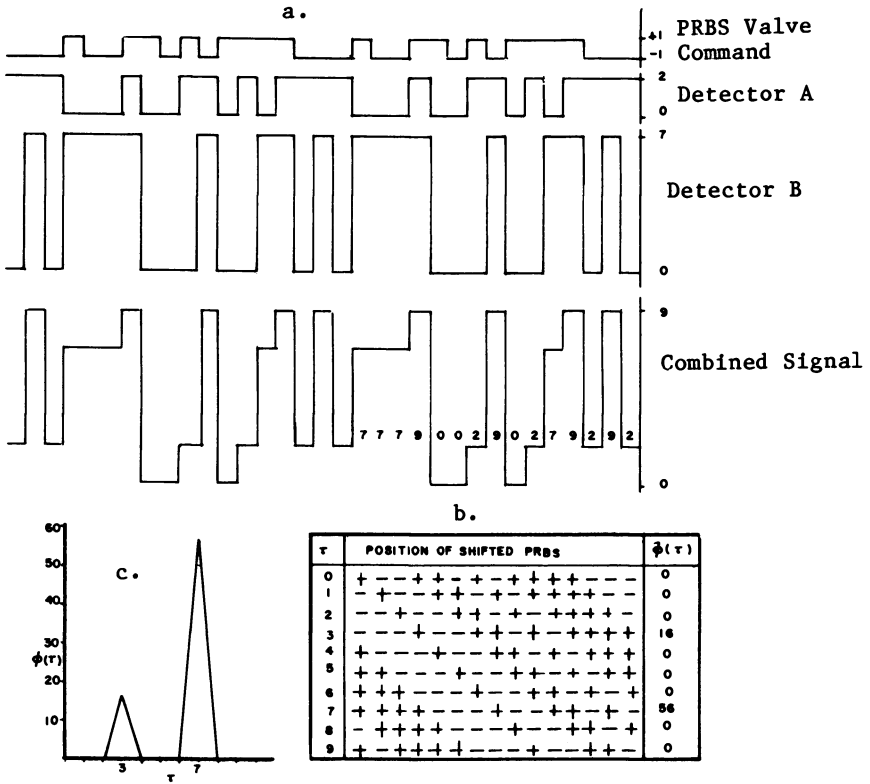 a.
+1 PRBS Valve
-1 Command
2
Detector A
0
7
Detector B
0
9
Combined Signal
7 7 7 9 0 0 2 9 0 2 7 9 2 9 2
0
b.
τ POSITION OF SHIFTED PRBS ϕ̄(τ)
0 + - - + + - + - + + + + - - - 0
1 - + - - + + - + - + + + + - - 0
2 - - + - - + + - + - + + + + - 0
3 - - - + - - + + - + - + + + + 16
4 + - - - + - - + + - + - + + + 0
5 + + - - - + - - + + - + - + + 0
6 + + + - - - + - - + + - + - + 0
7 + + + + - - - + - - + + - + - 56
8 - + + + + - - - + - - + + - + 0
9 + - + + + + - - - + - - + + - 0
c.
60
50
40
30
ϕ(τ)
20
10
3 7
τ